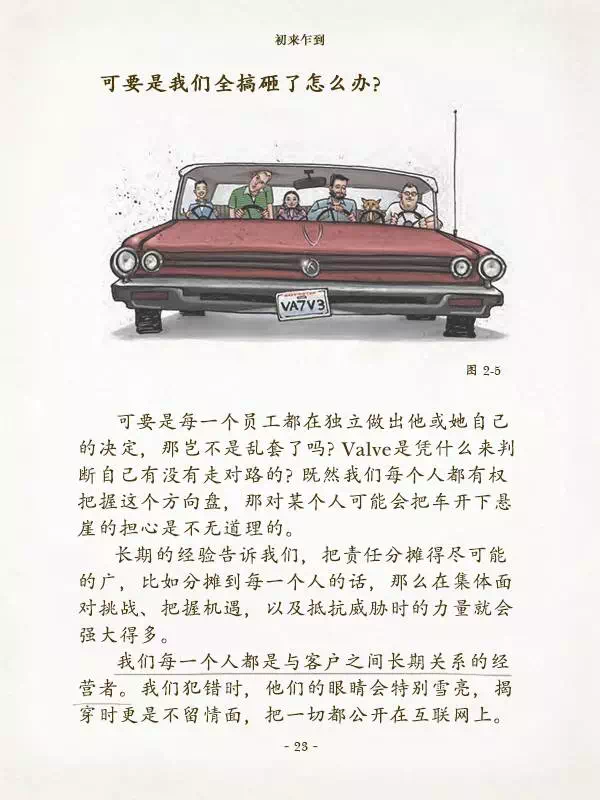 初来乍到
可要是我们全搞砸了怎么办?
VA7V3
图 2-5
可要是每一个员工都在独立做出他或她自己
的决定，那岂不是乱套了吗? Valve是凭什么来判
断自己有没有走对路的? 既然我们每个人都有权
把握这个方向盘，那对某个人可能会把车开下悬
崖的担心是不无道理的。
长期的经验告诉我们，把责任分摊得尽可能
的广，比如分摊到每一个人的话，那么在集体面
对挑战、把握机遇，以及抵抗威胁时的力量就会
强大得多。
我们每一个人都是与客户之间长期关系的经
营者。我们犯错时，他们的眼睛会特别雪亮，揭
穿时更是不留情面，把一切都公开在互联网上。
- 23 -